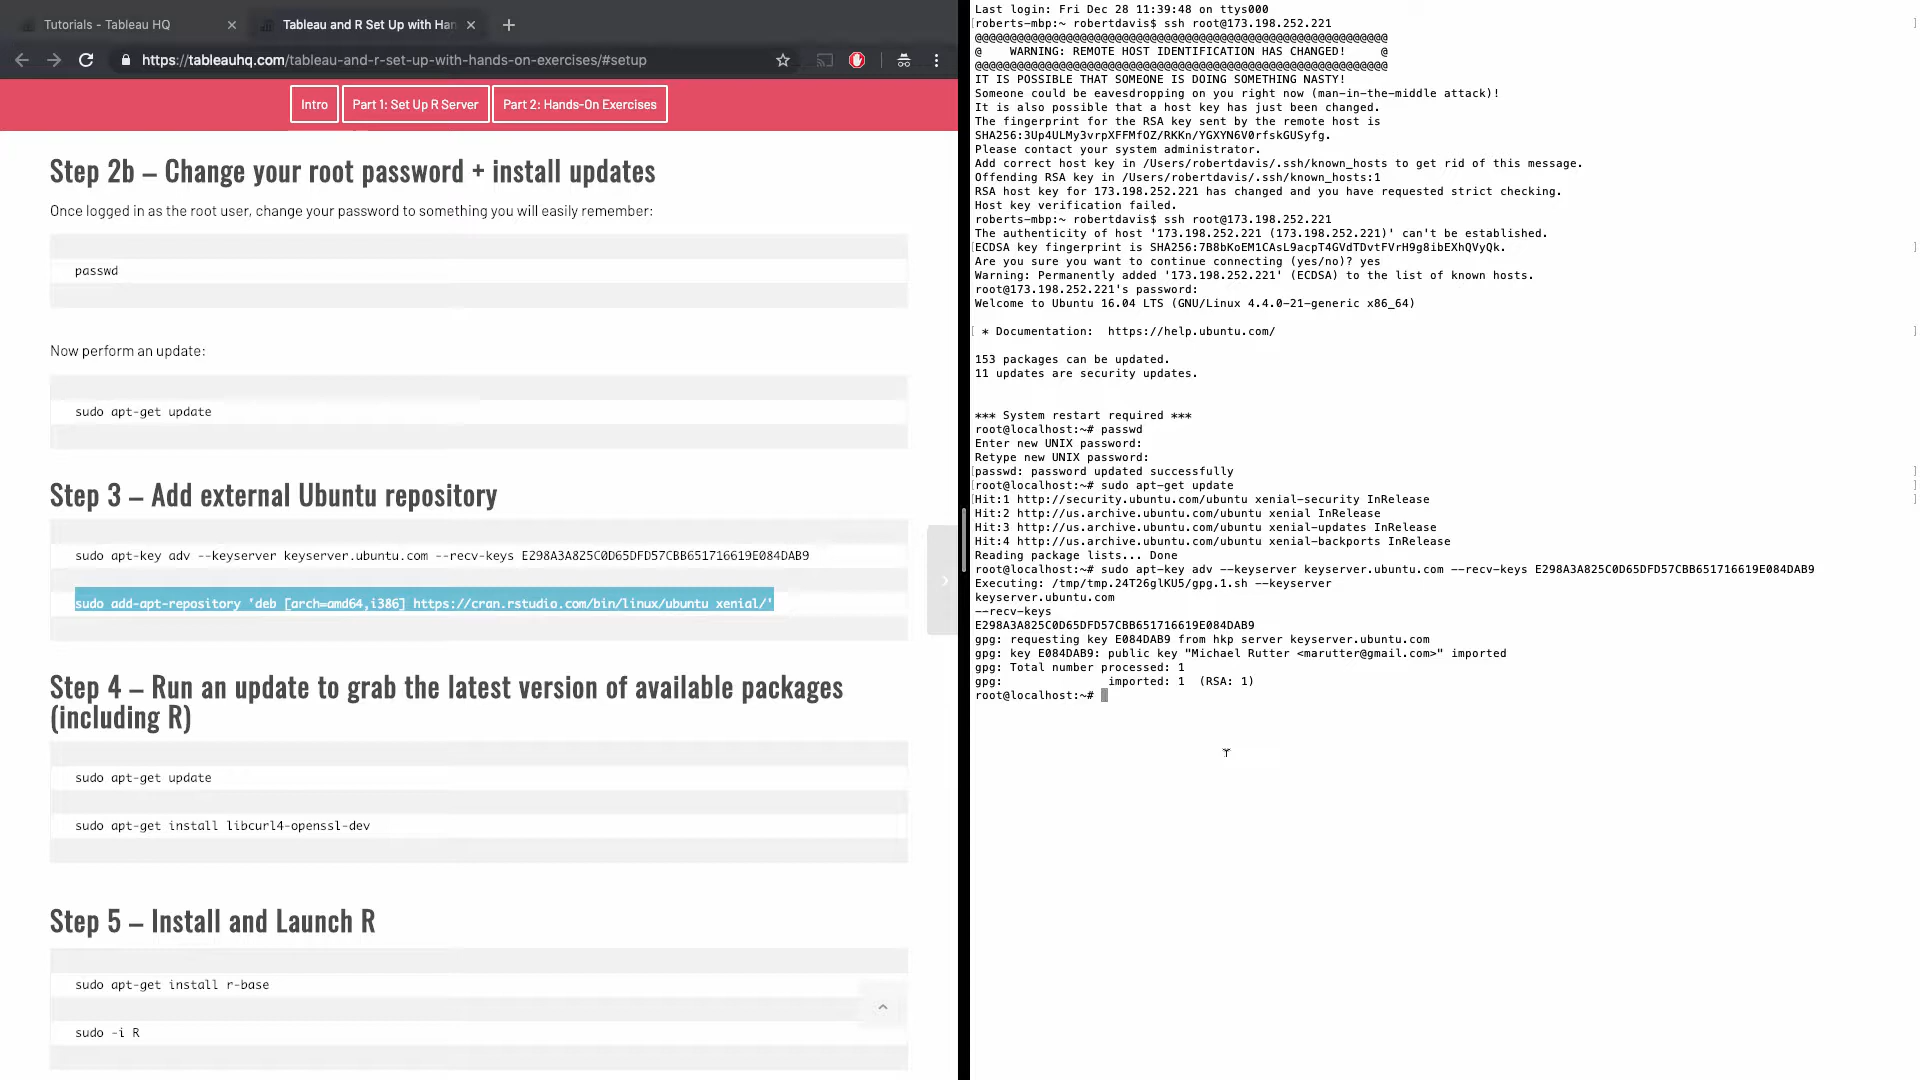 Tutorials - Tableau HQ
Tableau and R Set Up with Han
https://tableauhq.com/tableau-and-r-set-up-with-hands-on-exercises/#setup
Intro
Part 1: Set Up R Server
Part 2: Hands-On Exercises
Step 2b – Change your root password + install updates
Once logged in as the root user, change your password to something you will easily remember:
passwd
Now perform an update:
sudo apt-get update
Step 3 – Add external Ubuntu repository
sudo apt-key adv --keyserver keyserver.ubuntu.com --recv-keys E298A3A825C0D65DFD57CBB651716619E084DAB9
sudo add-apt-repository 'deb [arch=amd64,i386] https://cran.rstudio.com/bin/linux/ubuntu xenial/'
Step 4 – Run an update to grab the latest version of available packages
(including R)
sudo apt-get update
sudo apt-get install libcurl4-openssl-dev
Step 5 – Install and Launch R
sudo apt-get install r-base
sudo -i R
Last login: Fri Dec 28 11:39:48 on ttys000
roberts-mbp:~ robertdavis$ ssh root@173.198.252.221
@@@@@@@@@@@@@@@@@@@@@@@@@@@@@@@@@@@@@@@@@@@@@@@@@@@@@@@@@@@
@    WARNING: REMOTE HOST IDENTIFICATION HAS CHANGED!     @
@@@@@@@@@@@@@@@@@@@@@@@@@@@@@@@@@@@@@@@@@@@@@@@@@@@@@@@@@@@
IT IS POSSIBLE THAT SOMEONE IS DOING SOMETHING NASTY!
Someone could be eavesdropping on you right now (man-in-the-middle attack)!
It is also possible that a host key has just been changed.
The fingerprint for the RSA key sent by the remote host is
SHA256:3Up4ULMy3vrpXFFMfOZ/RKKn/YGXYN6V0rfskGUSyfg.
Please contact your system administrator.
Add correct host key in /Users/robertdavis/.ssh/known_hosts to get rid of this message.
Offending RSA key in /Users/robertdavis/.ssh/known_hosts:1
RSA host key for 173.198.252.221 has changed and you have requested strict checking.
Host key verification failed.
roberts-mbp:~ robertdavis$ ssh root@173.198.252.221
The authenticity of host '173.198.252.221 (173.198.252.221)' can't be established.
ECDSA key fingerprint is SHA256:7B8bKoEM1CAsL9acpT4GVdTDvtFVrH9g8ibEXhQVyQk.
Are you sure you want to continue connecting (yes/no)? yes
Warning: Permanently added '173.198.252.221' (ECDSA) to the list of known hosts.
root@173.198.252.221's password:
Welcome to Ubuntu 16.04 LTS (GNU/Linux 4.4.0-21-generic x86_64)
* Documentation:  https://help.ubuntu.com/
153 packages can be updated.
11 updates are security updates.
*** System restart required ***
root@localhost:~# passwd
Enter new UNIX password:
Retype new UNIX password:
passwd: password updated successfully
root@localhost:~# sudo apt-get update
Hit:1 http://security.ubuntu.com/ubuntu xenial-security InRelease
Hit:2 http://us.archive.ubuntu.com/ubuntu xenial InRelease
Hit:3 http://us.archive.ubuntu.com/ubuntu xenial-updates InRelease
Hit:4 http://us.archive.ubuntu.com/ubuntu xenial-backports InRelease
Reading package lists... Done
root@localhost:~# sudo apt-key adv --keyserver keyserver.ubuntu.com --recv-keys E298A3A825C0D65DFD57CBB651716619E084DAB9
Executing: /tmp/tmp.24T26glKU5/gpg.1.sh --keyserver
keyserver.ubuntu.com
--recv-keys
E298A3A825C0D65DFD57CBB651716619E084DAB9
gpg: requesting key E084DAB9 from hkp server keyserver.ubuntu.com
gpg: key E084DAB9: public key "Michael Rutter <marutter@gmail.com>" imported
gpg: Total number processed: 1
gpg:               imported: 1  (RSA: 1)
root@localhost:~#